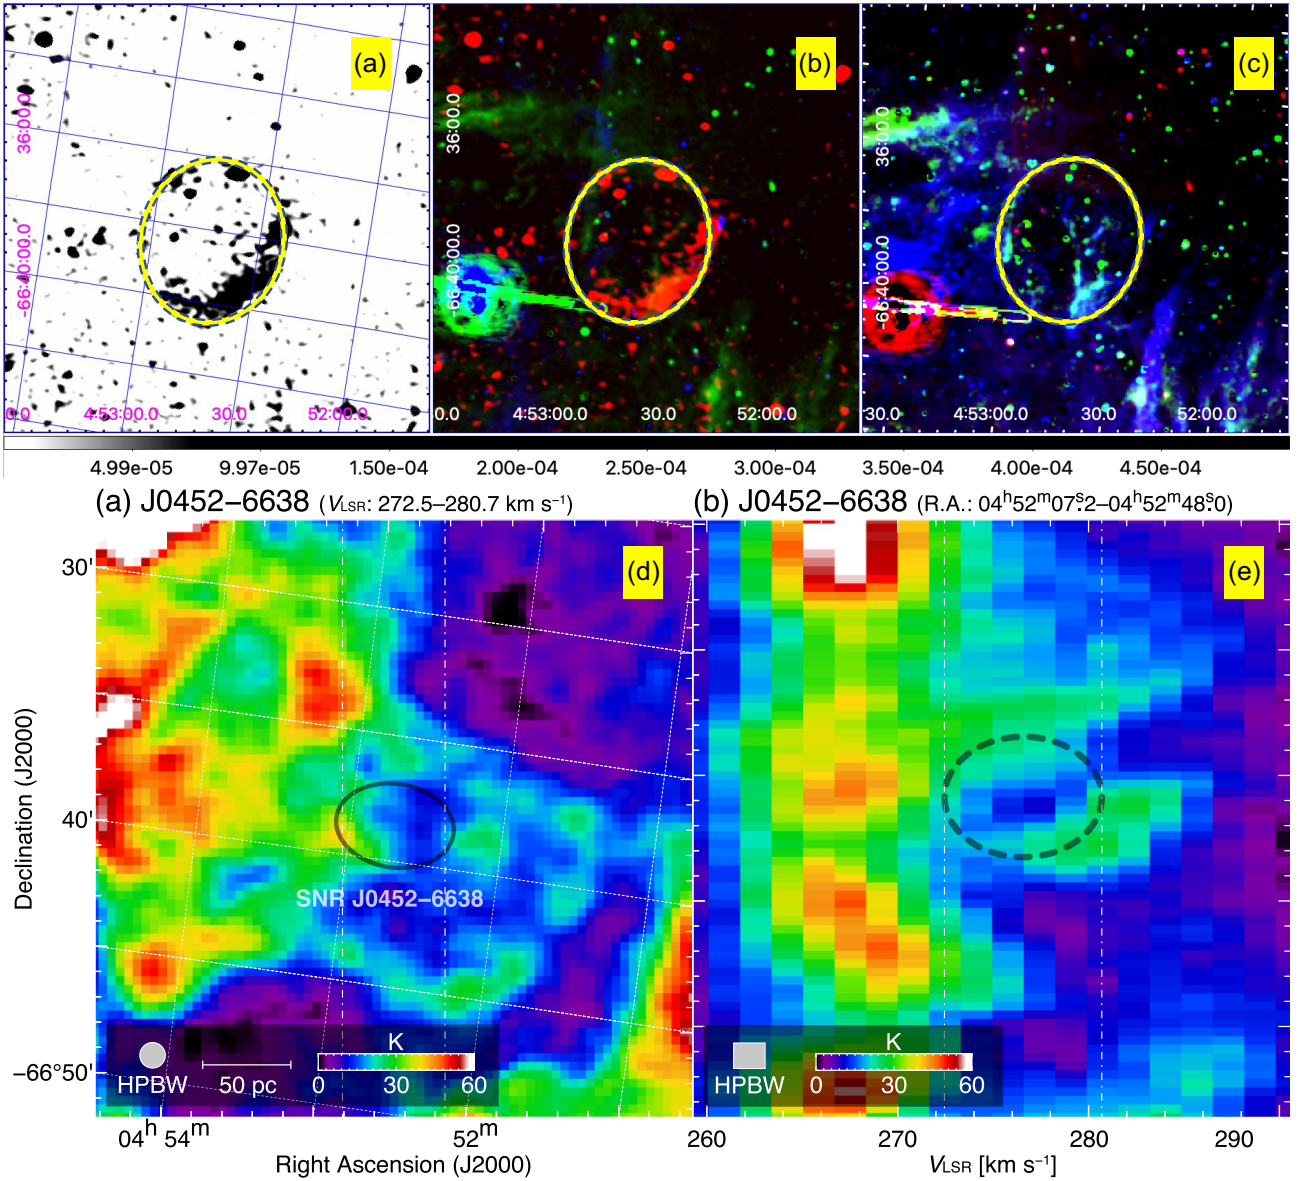 (a)
(b)
(c)
36:00.0
-66:40:00.0
0.0
4:53:00.0
30.0
52:00.0
36:00.0
-66:40:00.0
0.0
4:53:00.0
30.0
52:00.0
36:00.0
-66:40:00.0
:30.0
4:53:00.0
30.0
52:00.0
4.99e-05
9.97e-05
1.50e-04
2.00e-04
2.50e-04
3.00e-04
3.50e-04
4.00e-04
4.50e-04
(a) J0452–6638 (VLSR: 272.5–280.7 km s⁻¹)
(b) J0452–6638 (R.A.: 04ʰ52ᵐ07ˢ.2–04ʰ52ᵐ48ˢ.0)
(d)
(e)
30'
40'
−66°50'
Declination (J2000)
SNR J0452–6638
HPBW
50 pc
K
0 30 60
HPBW
K
0 30 60
04ʰ 54ᵐ
52ᵐ
Right Ascension (J2000)
260
270
280
290
VLSR [km s⁻¹]